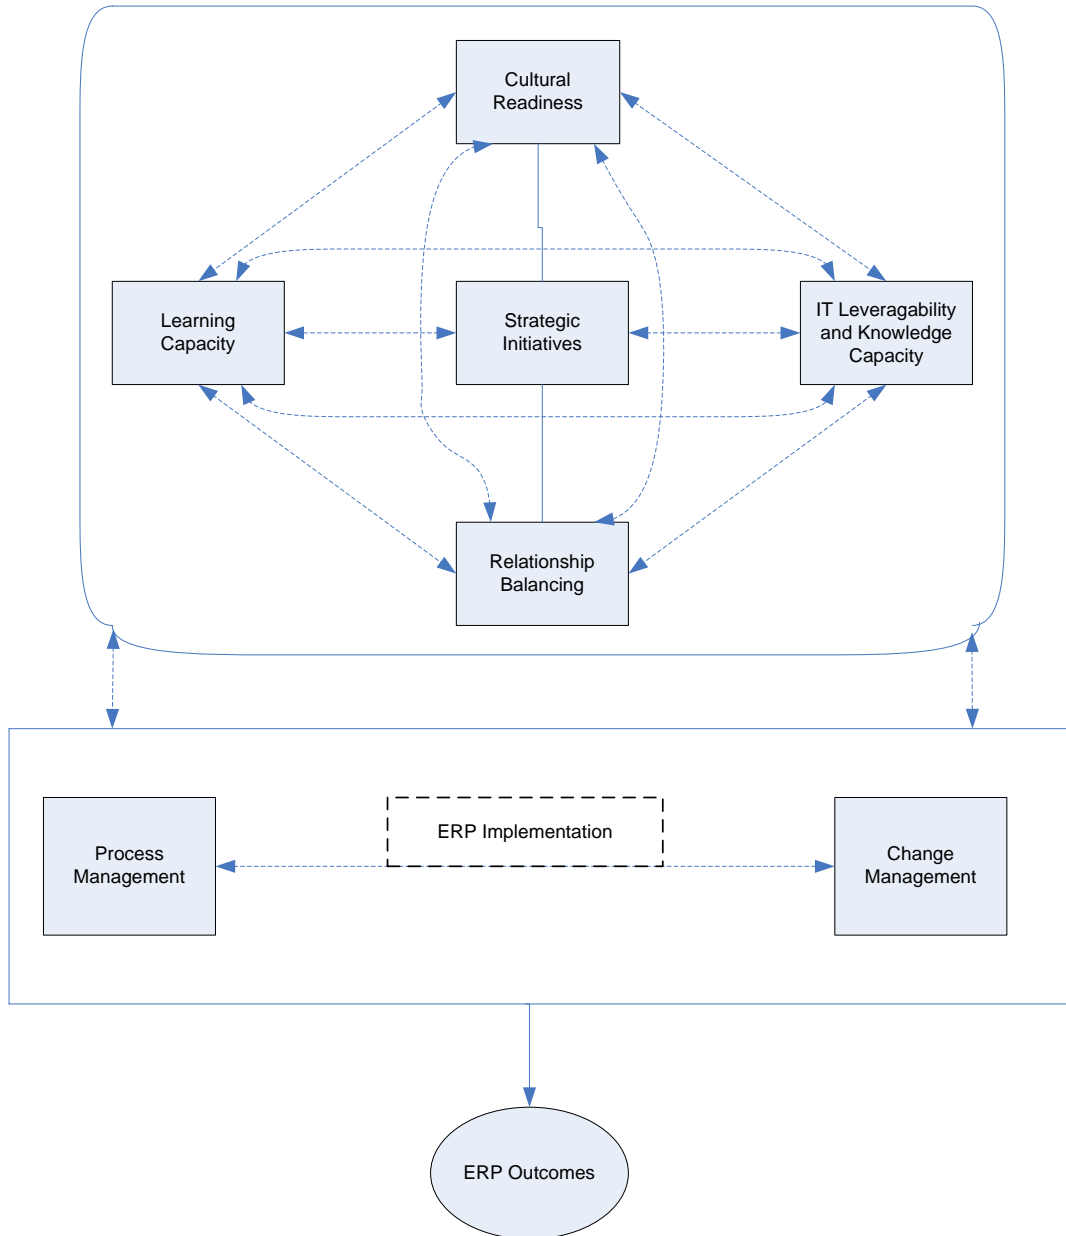 Cultural
Readiness
Learning
Capacity
Strategic
Initiatives
IT Leveragability
and Knowledge
Capacity
Relationship
Balancing
Process
Management
ERP Implementation
Change
Management
ERP Outcomes